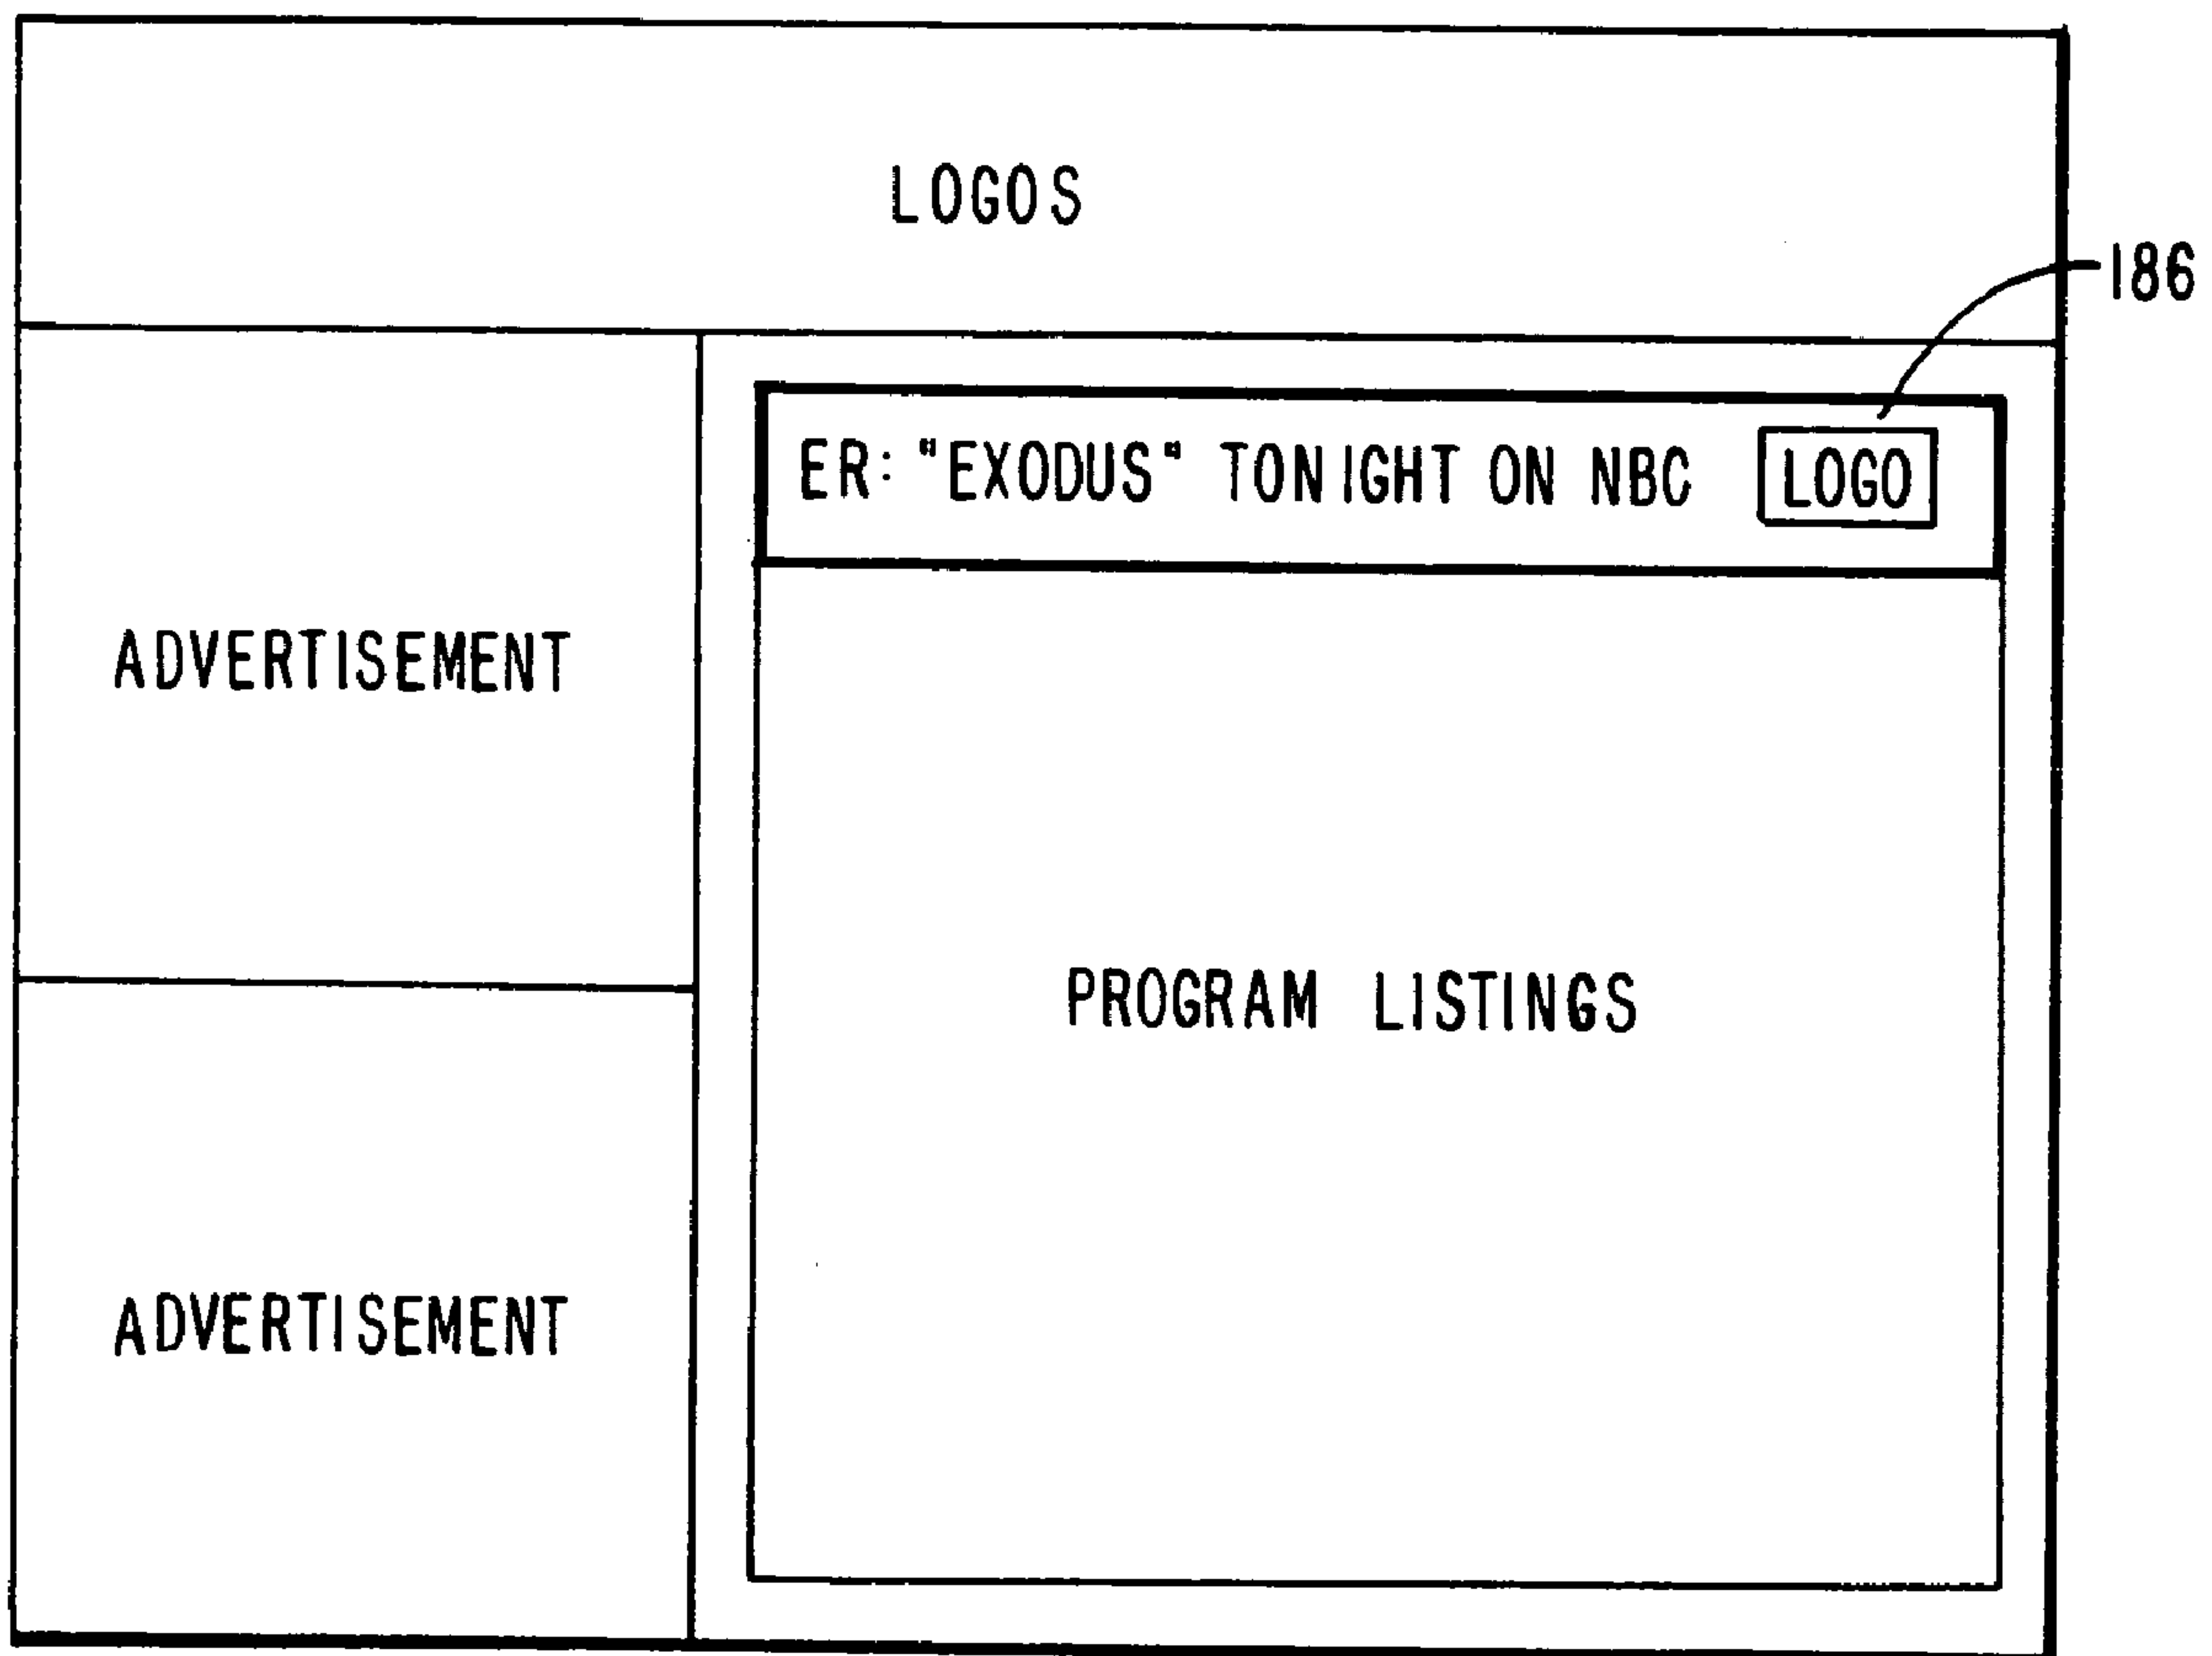 LOGOS
186
ER: "EXODUS" TONIGHT ON NBC LOGO
ADVERTISEMENT
PROGRAM LISTINGS
ADVERTISEMENT